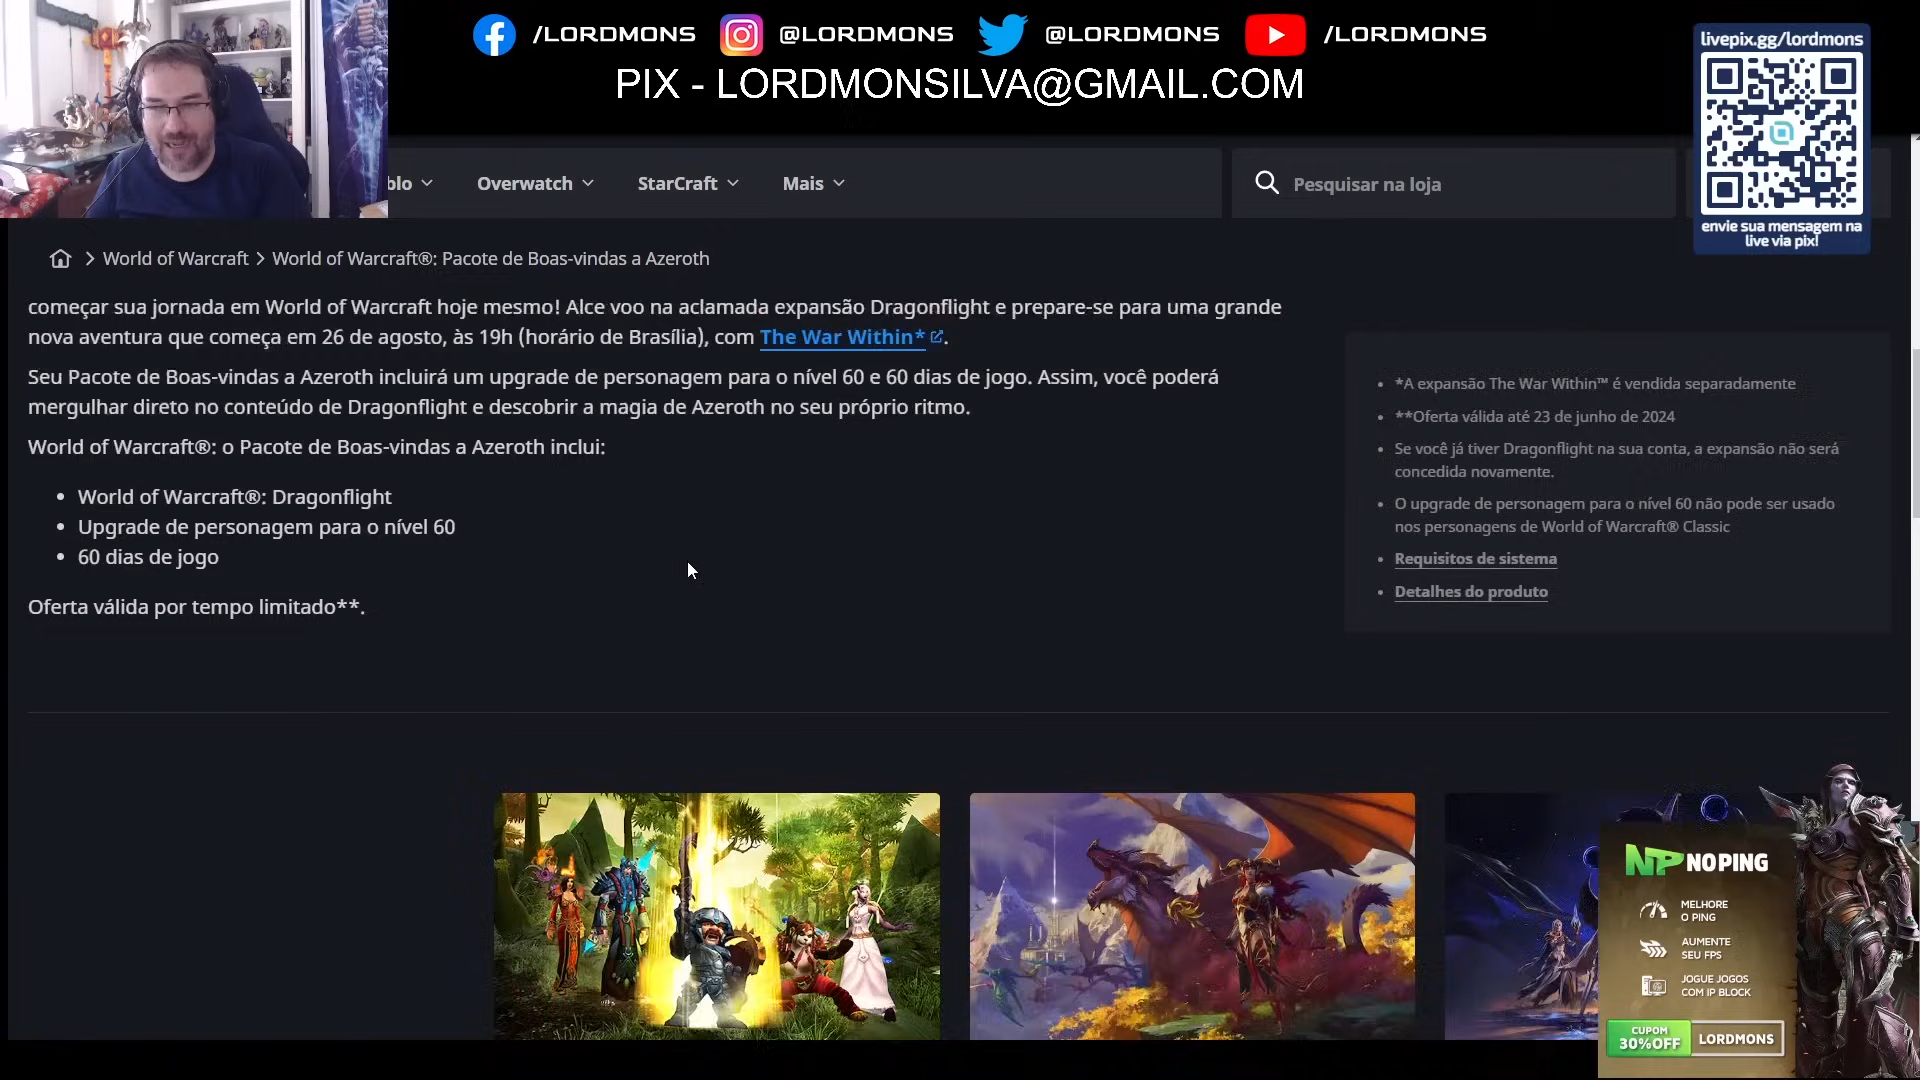 /LORDMONS @LORDMONS @LORDMONS /LORDMONS
PIX - LORDMONSILVA@GMAIL.COM
livepix.gg/lordmons
envie sua mensagem na
live via pix!
blo Overwatch StarCraft Mais
Pesquisar na loja
World of Warcraft World of Warcraft®: Pacote de Boas-vindas a Azeroth
começar sua jornada em World of Warcraft hoje mesmo! Alce voo na aclamada expansão Dragonflight e prepare-se para uma grande
nova aventura que começa em 26 de agosto, às 19h (horário de Brasília), com The War Within*.
Seu Pacote de Boas-vindas a Azeroth incluirá um upgrade de personagem para o nível 60 e 60 dias de jogo. Assim, você poderá
mergulhar direto no conteúdo de Dragonflight e descobrir a magia de Azeroth no seu próprio ritmo.
World of Warcraft®: o Pacote de Boas-vindas a Azeroth inclui:
• World of Warcraft®: Dragonflight
• Upgrade de personagem para o nível 60
• 60 dias de jogo
Oferta válida por tempo limitado**.
• *A expansão The War Within™ é vendida separadamente
• **Oferta válida até 23 de junho de 2024
• Se você já tiver Dragonflight na sua conta, a expansão não será
concedida novamente.
• O upgrade de personagem para o nível 60 não pode ser usado
nos personagens de World of Warcraft® Classic
• Requisitos de sistema
• Detalhes do produto
NP NOPING
MELHORE
O PING
AUMENTE
SEU FPS
JOGUE JOGOS
COM IP BLOCK
CUPOM
30%OFF
LORDMONS